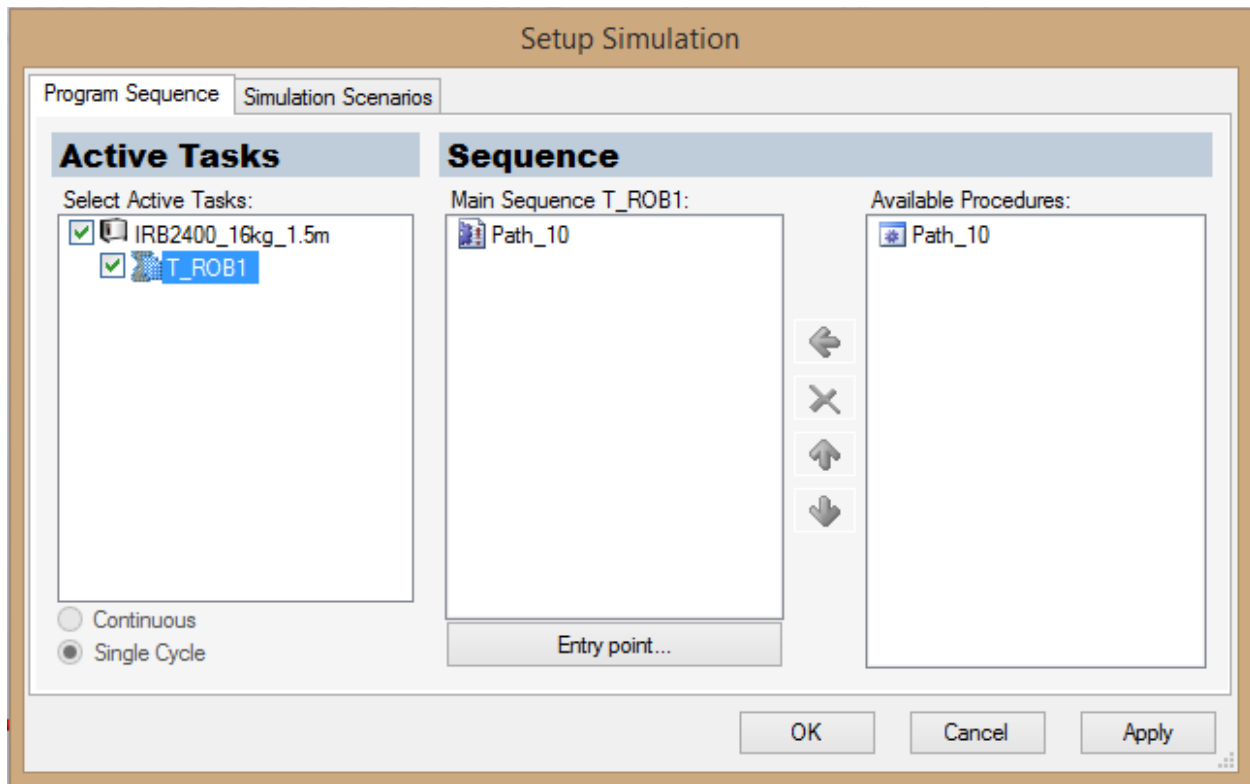 Setup Simulation
Program Sequence
Simulation Scenarios
Active Tasks
Select Active Tasks:
IRB2400_16kg_1.5m
T_ROB1
Continuous
Single Cycle
Sequence
Main Sequence T_ROB1:
Path_10
Entry point...
Available Procedures:
Path_10
OK
Cancel
Apply